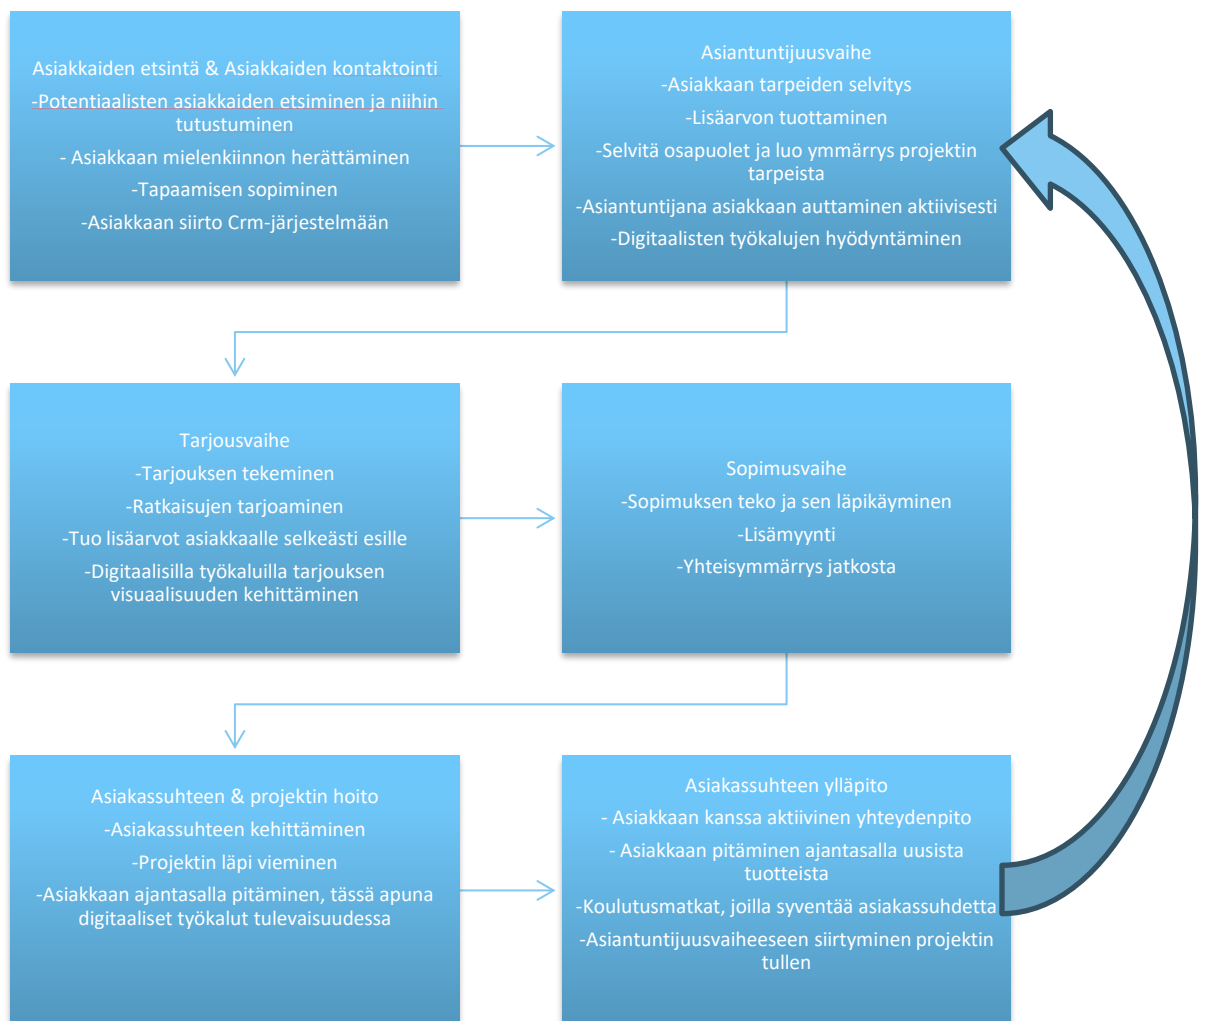 Asiakkaiden etsintä & Asiakkaiden kontaktointi
-Potentiaalisten asiakkaiden etsiminen ja niihin
tutustuminen
- Asiakkaan mielenkiinnon herättäminen
-Tapaamisen sopiminen
-Asiakkaan siirto Crm-järjestelmään
Asiantuntijuusvaihe
-Asiakkaan tarpeiden selvitys
-Lisäarvon tuottaminen
-Selvitä osapuolet ja luo ymmärrys projektin
tarpeista
-Asiantuntijana asiakkaan auttaminen aktiivisesti
-Digitaalisten työkalujen hyödyntäminen
Tarjousvaihe
-Tarjouksen tekeminen
-Ratkaisujen tarjoaminen
-Tuo lisäarvot asiakkaalle selkeästi esille
-Digitaalisilla työkaluilla tarjouksen
visuaalisuuden kehittäminen
Sopimusvaihe
-Sopimuksen teko ja sen läpikäyminen
-Lisämyynti
-Yhteisymmärrys jatkosta
Asiakassuhteen & projektin hoito
-Asiakassuhteen kehittäminen
-Projektin läpi vieminen
-Asiakkaan ajantasalla pitäminen, tässä apuna
digitaaliset työkalut tulevaisuudessa
Asiakassuhteen ylläpito
- Asiakkaan kanssa aktiivinen yhteydenpito
- Asiakkaan pitäminen ajantasalla uusista
tuotteista
-Koulutusmatkat, joilla syventää asiakassuhdetta
-Asiantuntijuusvaiheeseen siirtyminen projektin
tullen